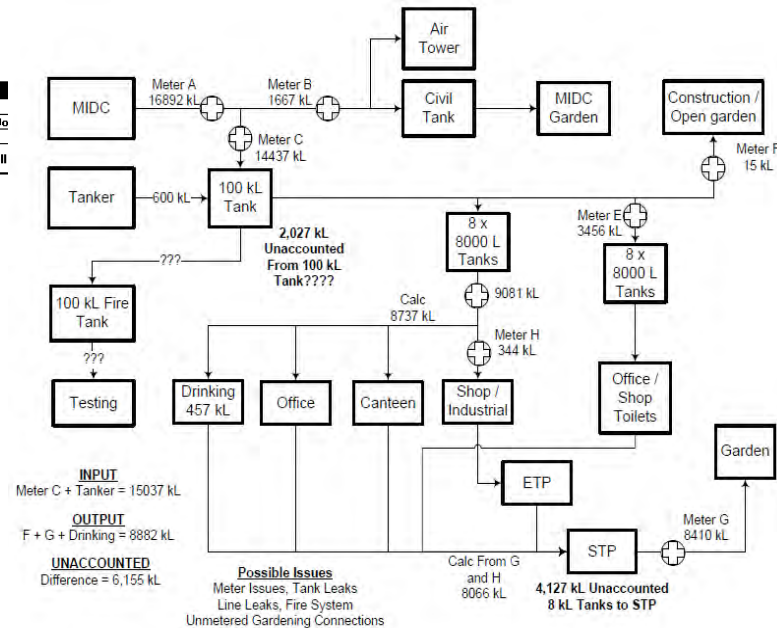 Air
Tower
Meter A
16892 kL
Meter B
1667 kL
MIDC
Civil
Tank
MIDC
Garden
Construction /
Open garden
Meter C
14437 kL
Meter F
15 kL
Tanker
600 kL
100 kL
Tank
2,027 kL
Unaccounted
From 100 kL
Tank????
8 x
8000 L
Tanks
Meter E
3456 kL
8 x
8000 L
Tanks
???
100 kL Fire
Tank
???
Testing
9081 kL
Calc
8737 kL
Meter H
344 kL
Drinking
457 kL
Office
Canteen
Shop /
Industrial
Office /
Shop
Toilets
Garden
ETP
STP
Meter G
8410 kL
INPUT
Meter C + Tanker = 15037 kL
OUTPUT
F + G + Drinking = 8882 kL
UNACCOUNTED
Difference = 6,155 kL
Possible Issues
Meter Issues, Tank Leaks
Line Leaks, Fire System
Unmetered Gardening Connections
Calc From G
and H
8066 kL
4,127 kL Unaccounted
8 kL Tanks to STP